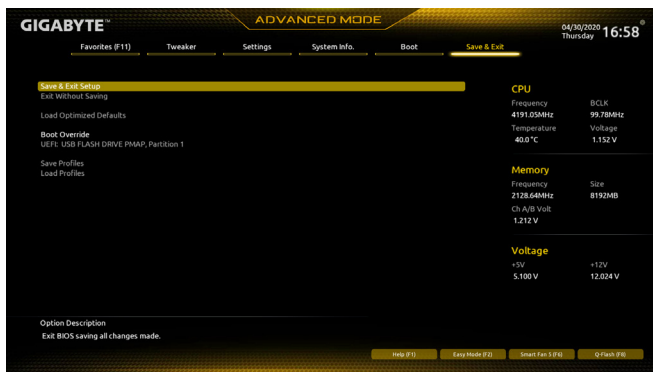 GIGABYTE™
ADVANCED MODE
04/30/2020
Thursday
16:58
Favorites (F11) Tweaker Settings System Info. Boot Save & Exit
Save & Exit Setup
Exit Without Saving
Load Optimized Defaults
Boot Override
UEFI: USB FLASH DRIVE PMAP, Partition 1
Save Profiles
Load Profiles
CPU
Frequency BCLK
4191.05MHz 99.78MHz
Temperature Voltage
40.0 °C 1.152 V
Memory
Frequency Size
2128.64MHz 8192MB
Ch A/B Volt
1.212 V
Voltage
+5V +12V
5.100 V 12.024 V
Option Description
Exit BIOS saving all changes made.
Help (F1) Easy Mode (F2) Smart Fan 5 (F6) Q-Flash (F8)